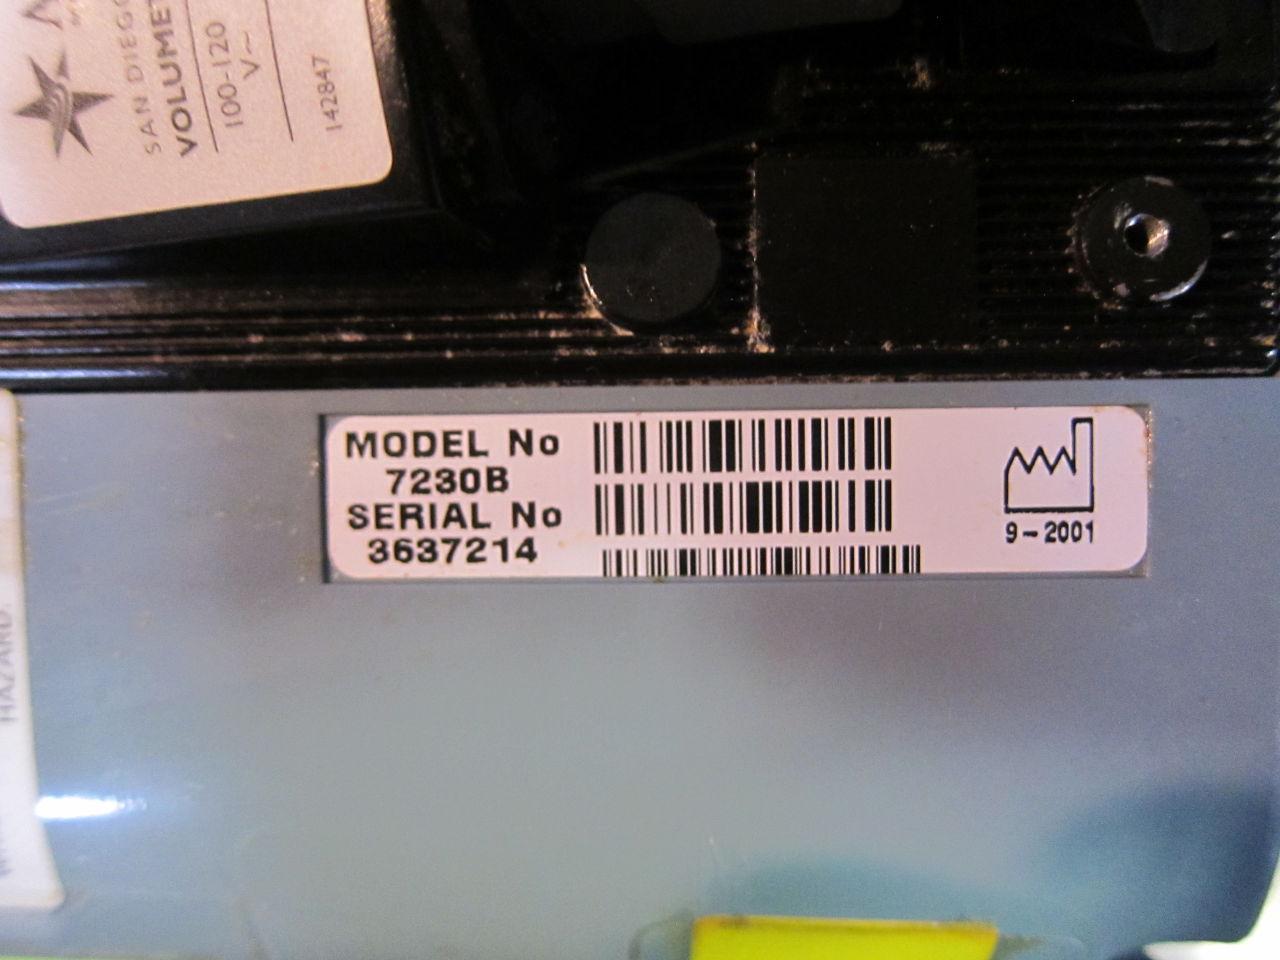 SAN DIEGO
VOLUME
100-120
V~
142847
MODEL No
7230B
SERIAL No
3637214
9-2001
HAZARD.